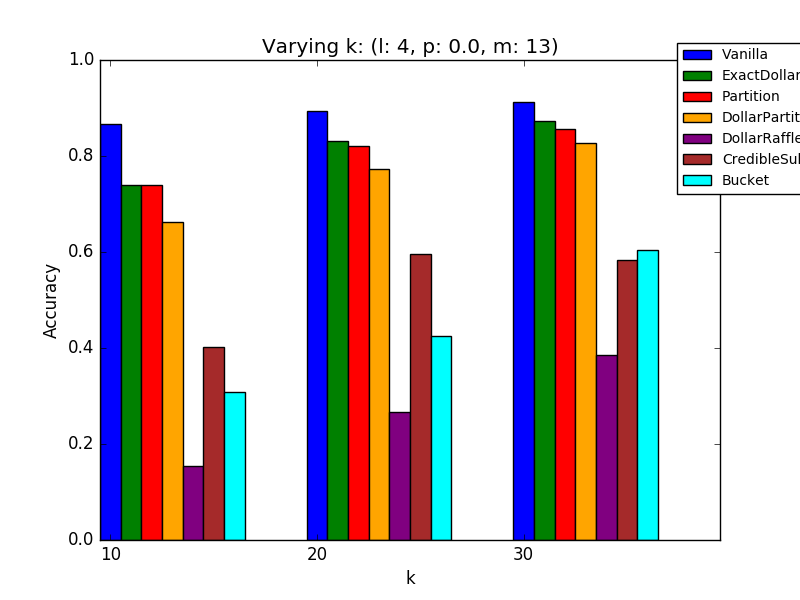 Varying k: (l: 4, p: 0.0, m: 13)
Vanilla
ExactDollar
Partition
DollarPartit
DollarRaffle
CredibleSu
Bucket
1.0
0.8
0.6
0.4
0.2
0.0
Accuracy
10 20 30
k